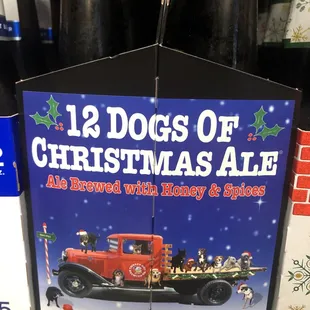 12 DOGS OF
CHRISTMAS ALE
Ale Brewed with Honey & Spices